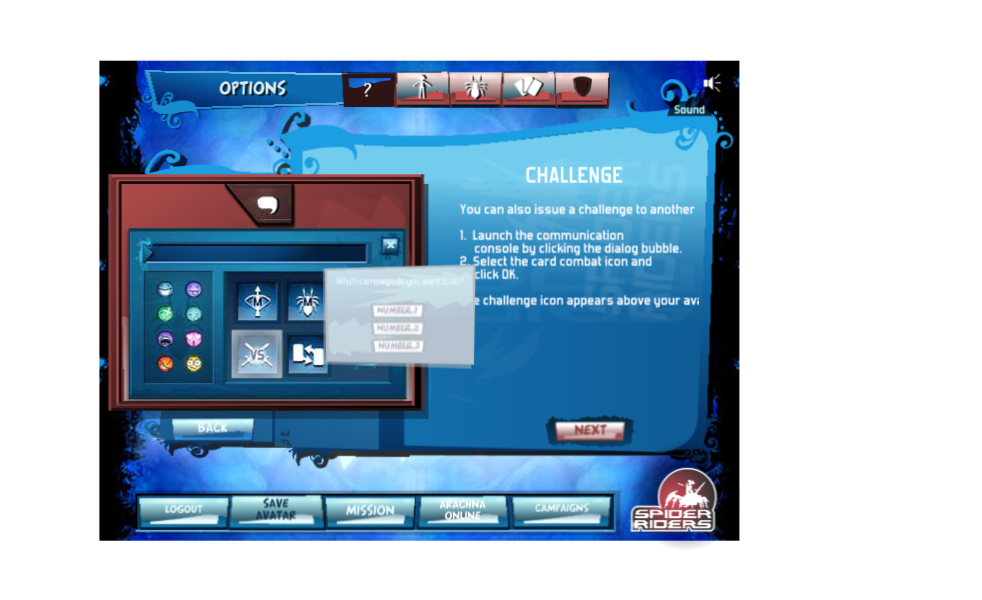 OPTIONS
?
Sound
CHALLENGE
You can also issue a challenge to another
1. Launch the communication
console by clicking the dialog bubble.
2. Select the card combat icon and
click OK.
e challenge icon appears above your ava
x
M
M
VS
Which campaign do you want to do?
NUMBER 1
NUMBER 2
NUMBER 3
BACK
NEXT
LOGOUT
SAVE
AVATAR
MISSION
ARACHNA
ONLINE
CAMPAIGNS
SPIDER
RIDERS